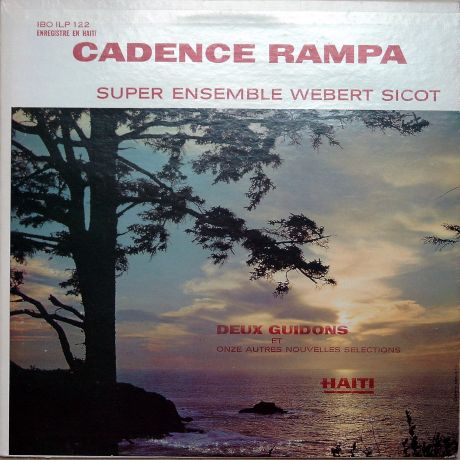 IBO ILP 122
ENREGISTRE EN HAITI
CADENCE RAMPA
SUPER ENSEMBLE WEBERT SICOT
DEUX GUIDONS
ET
ONZE AUTRES NOUVELLES SELECTIONS
HAITI